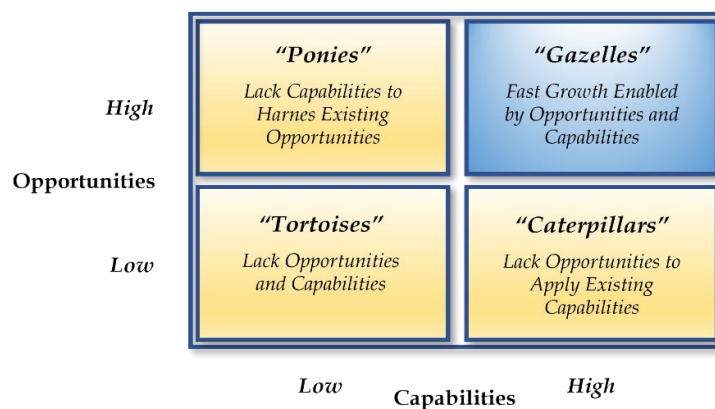 “Ponies”
Lack Capabilities to
Harnes Existing
Opportunities
“Gazelles”
Fast Growth Enabled
by Opportunities and
Capabilities
High
Opportunities
“Tortoises”
Lack Opportunities
and Capabilities
“Caterpillars”
Lack Opportunities to
Apply Existing
Capabilities
Low
Low
Capabilities
High